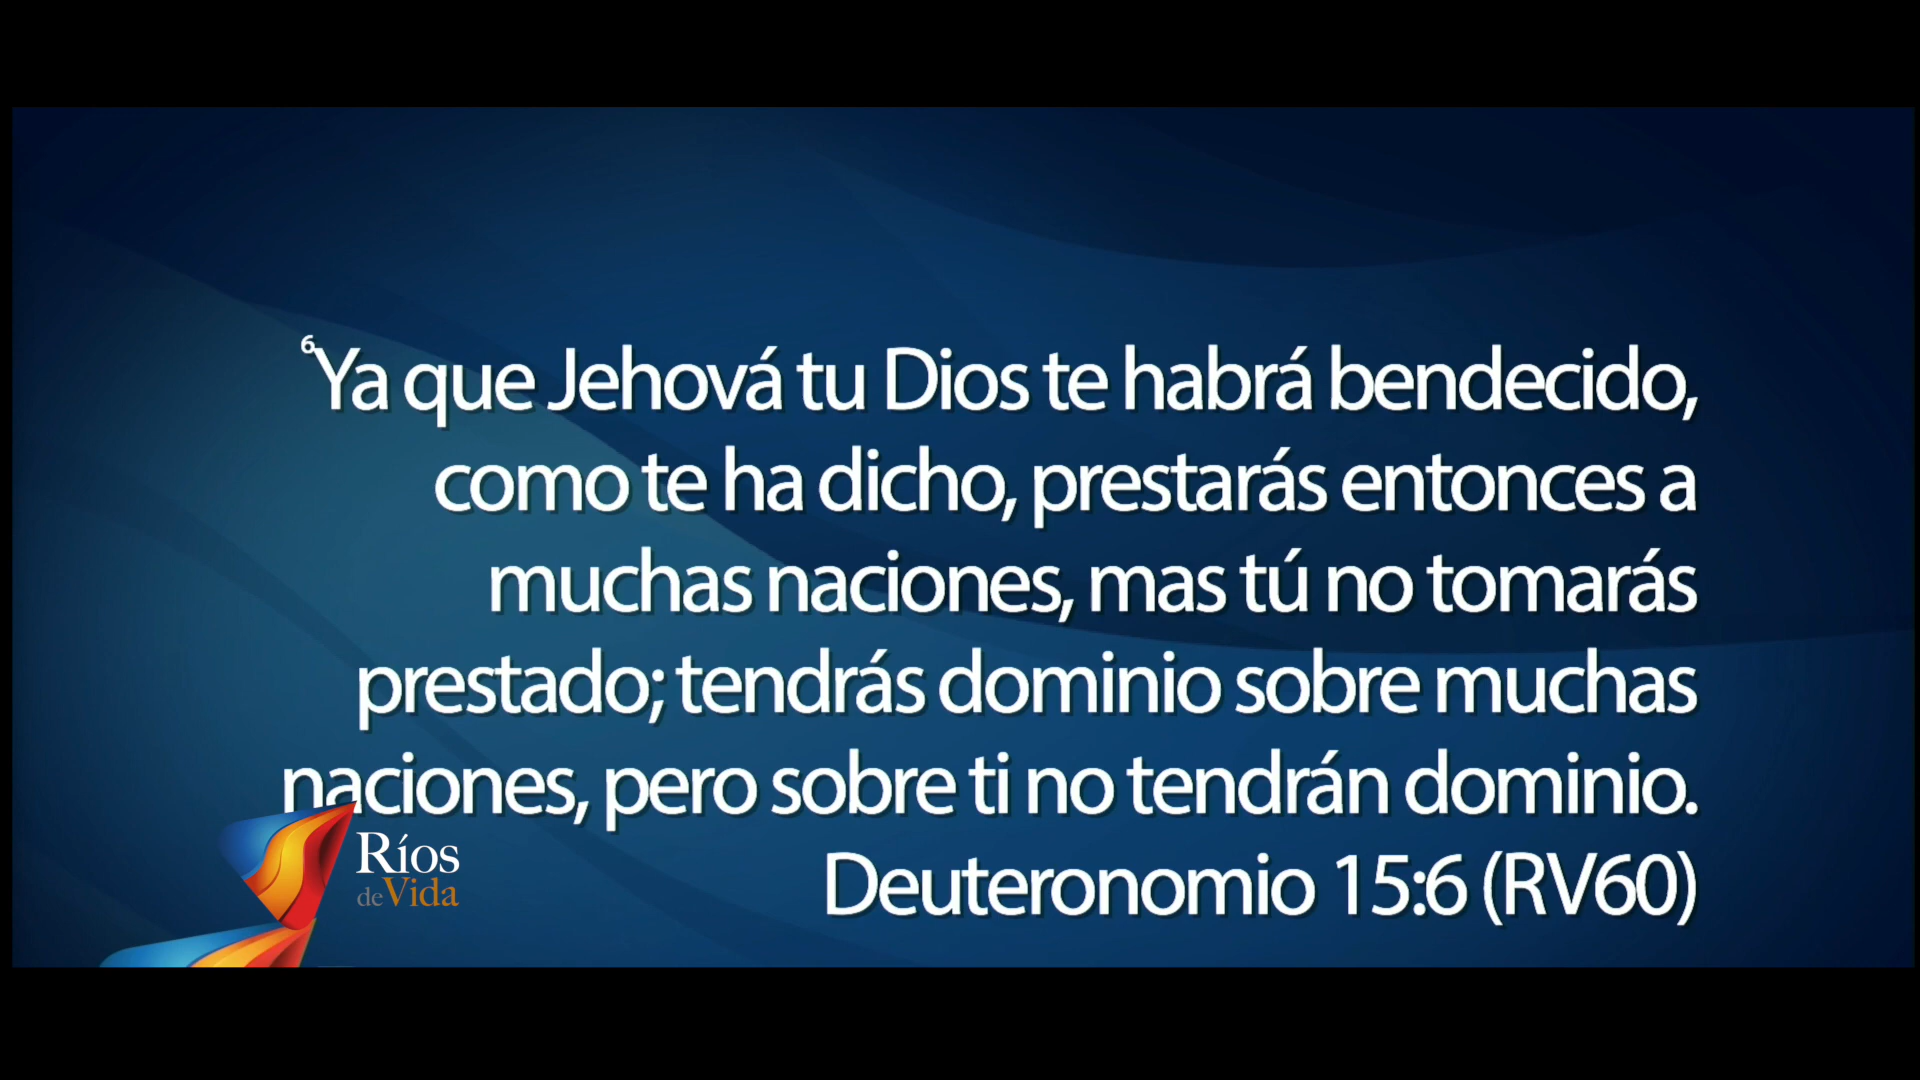 ⁶Ya que Jehová tu Dios te habrá bendecido,
como te ha dicho, prestarás entonces a
muchas naciones, mas tú no tomarás
prestado; tendrás dominio sobre muchas
naciones, pero sobre ti no tendrán dominio.
Deuteronomio 15:6 (RV60)
Ríos
de Vida